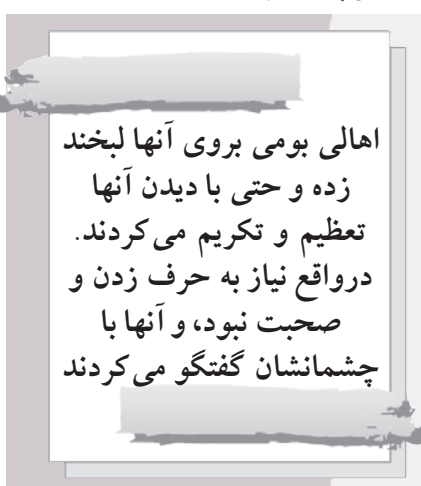 اهالی بومی بروی آنها لبخند
زده و حتی با دیدن آنها
تعظیم و تکریم می‌کردند.
درواقع نیاز به حرف زدن و
صحبت نبود، و آنها با
چشمانشان گفتگو می‌کردند